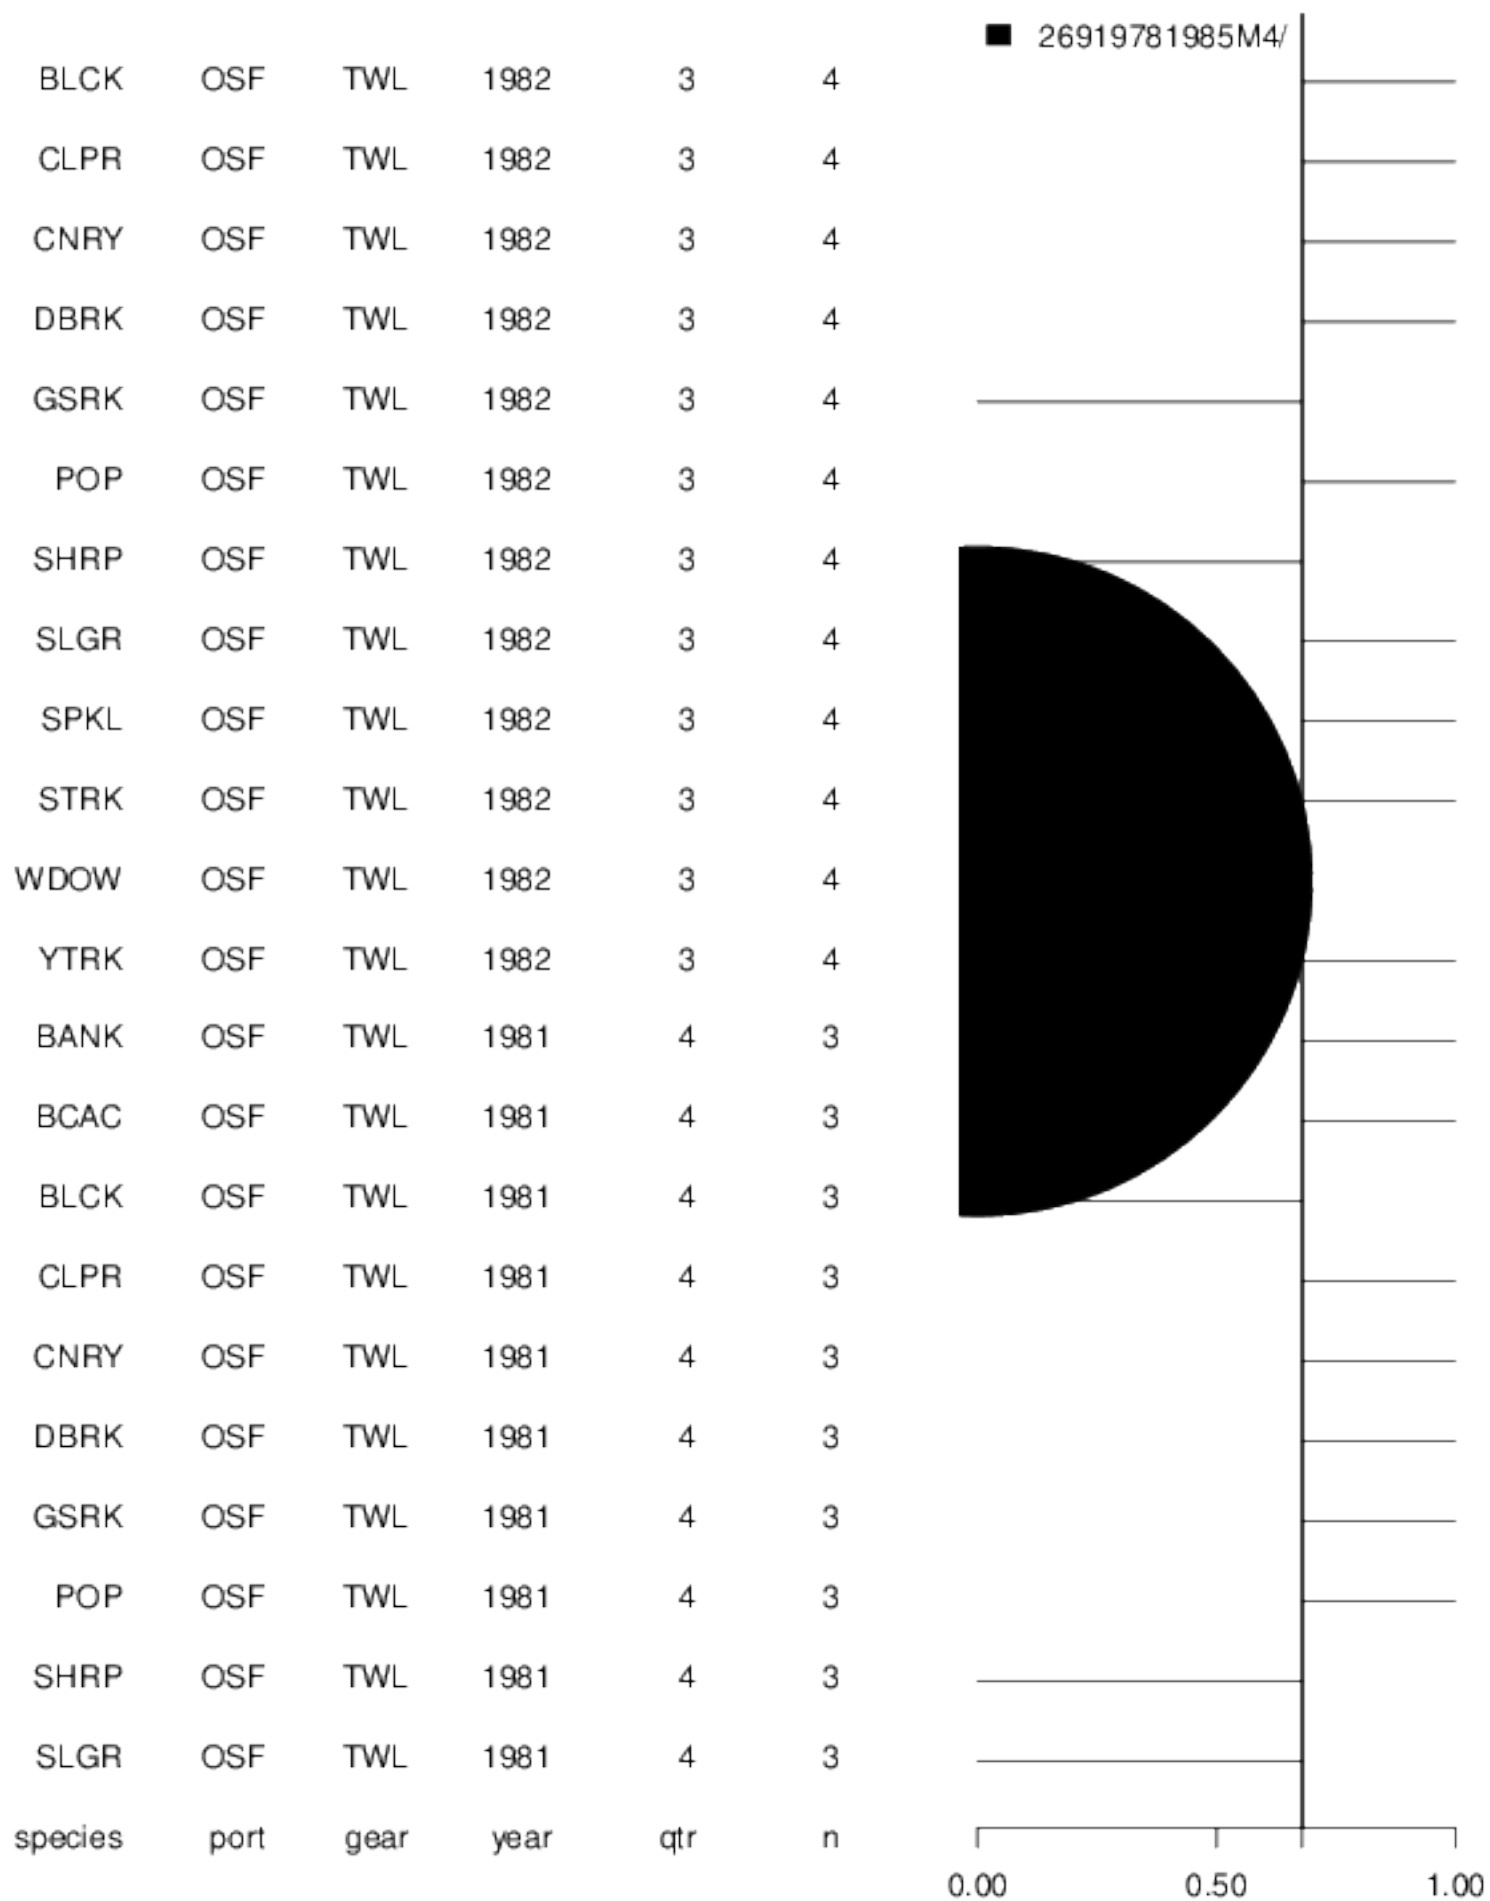 26919781985M4/
BLCK OSF TWL 1982 3 4
CLPR OSF TWL 1982 3 4
CNRY OSF TWL 1982 3 4
DBRK OSF TWL 1982 3 4
GSRK OSF TWL 1982 3 4
POP OSF TWL 1982 3 4
SHRP OSF TWL 1982 3 4
SLGR OSF TWL 1982 3 4
SPKL OSF TWL 1982 3 4
STRK OSF TWL 1982 3 4
WDOW OSF TWL 1982 3 4
YTRK OSF TWL 1982 3 4
BANK OSF TWL 1981 4 3
BCAC OSF TWL 1981 4 3
BLCK OSF TWL 1981 4 3
CLPR OSF TWL 1981 4 3
CNRY OSF TWL 1981 4 3
DBRK OSF TWL 1981 4 3
GSRK OSF TWL 1981 4 3
POP OSF TWL 1981 4 3
SHRP OSF TWL 1981 4 3
SLGR OSF TWL 1981 4 3
species port gear year qtr n
0.00 0.50 1.00